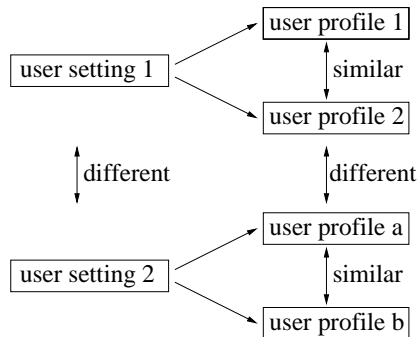 user profile 1
user setting 1
similar
user profile 2
different
different
user profile a
user setting 2
similar
user profile b